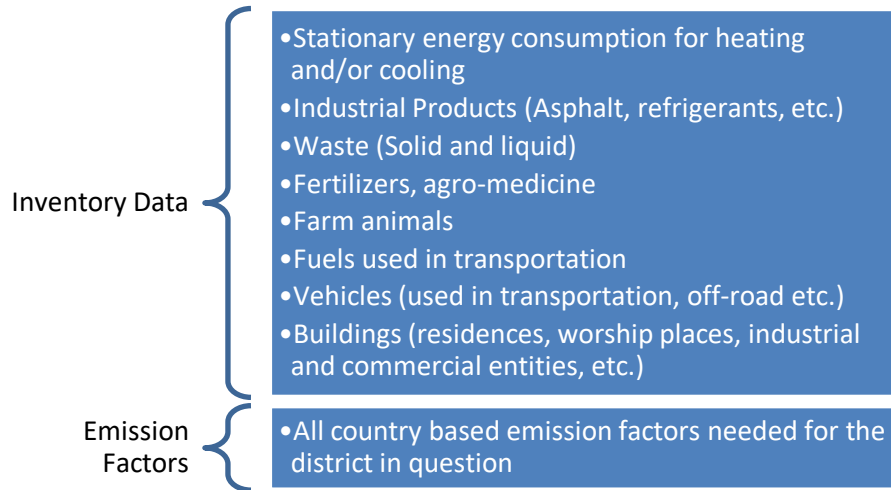 Inventory Data
•Stationary energy consumption for heating
and/or cooling
•Industrial Products (Asphalt, refrigerants, etc.)
•Waste (Solid and liquid)
•Fertilizers, agro-medicine
•Farm animals
•Fuels used in transportation
•Vehicles (used in transportation, off-road etc.)
•Buildings (residences, worship places, industrial
and commercial entities, etc.)
Emission
Factors
•All country based emission factors needed for the
district in question